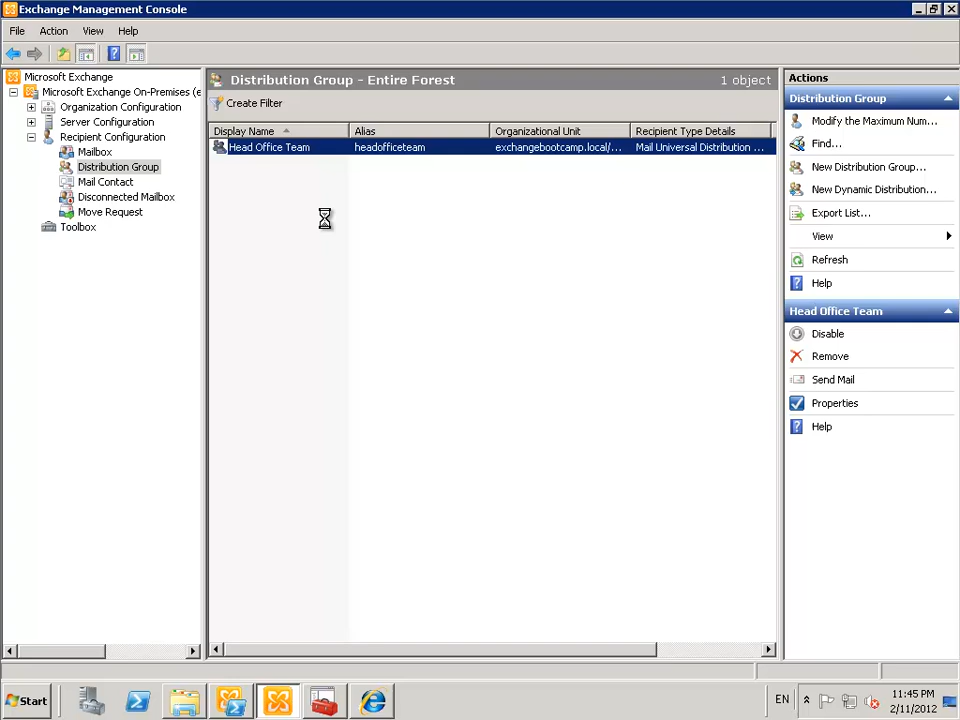 Exchange Management Console
File Action View Help
Microsoft Exchange
Microsoft Exchange On-Premises (e
Organization Configuration
Server Configuration
Recipient Configuration
Mailbox
Distribution Group
Mail Contact
Disconnected Mailbox
Move Request
Toolbox
Distribution Group - Entire Forest 1 object
Create Filter
Display Name Alias Organizational Unit Recipient Type Details
Head Office Team headofficeteam exchangebootcamp.local/... Mail Universal Distribution ...
Actions
Distribution Group
Modify the Maximum Num...
Find...
New Distribution Group...
New Dynamic Distribution...
Export List...
View
Refresh
Help
Head Office Team
Disable
Remove
Send Mail
Properties
Help
Start
EN
11:45 PM
2/11/2012